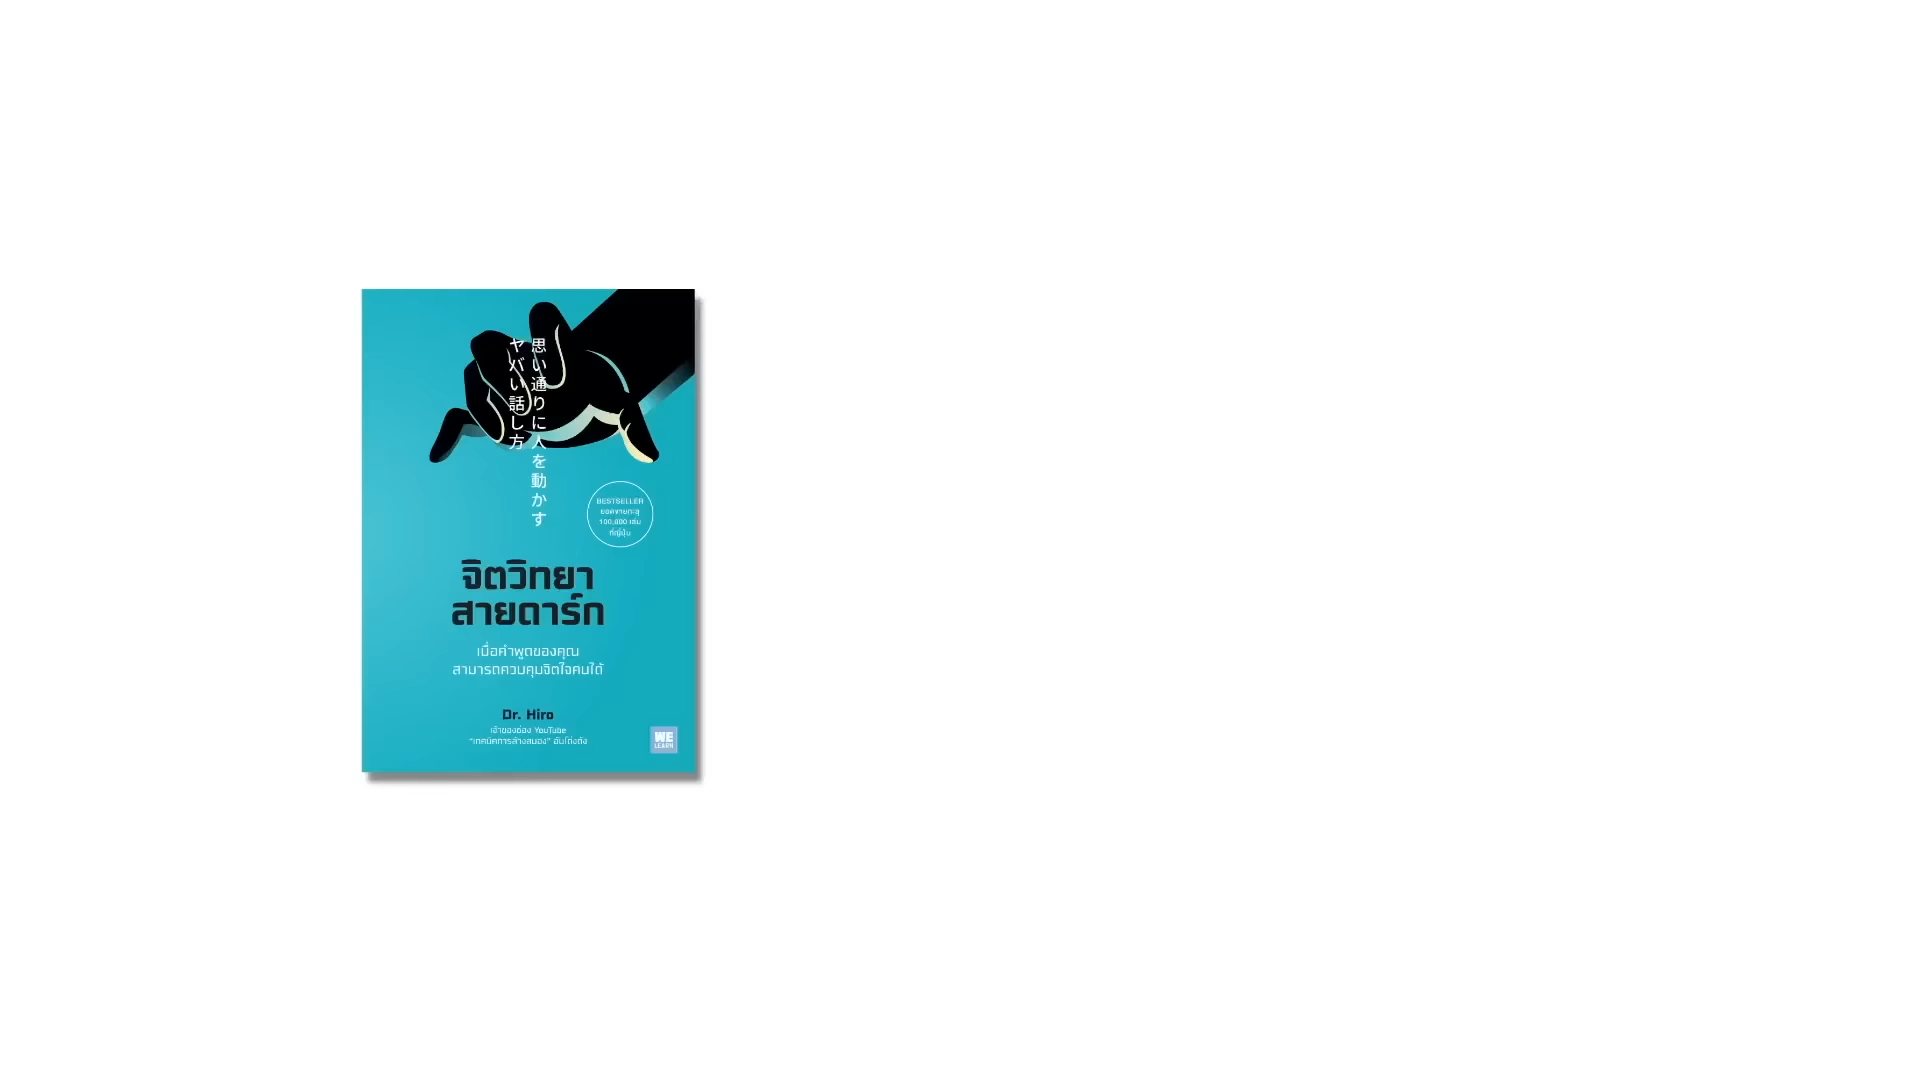 思い通りに人を動かす
ヤバい話し方
BESTSELLER
ยอดขายทะลุ
100,000 เล่ม
ที่ญี่ปุ่น
จิตวิทยา
สายดาร์ก
เมื่อคำพูดของคุณ
สามารถควบคุมจิตใจคนได้
Dr. Hiro
เจ้าของช่อง YouTube
"เทคนิคการล้างสมอง" อันโด่งดัง
WE
LEARN